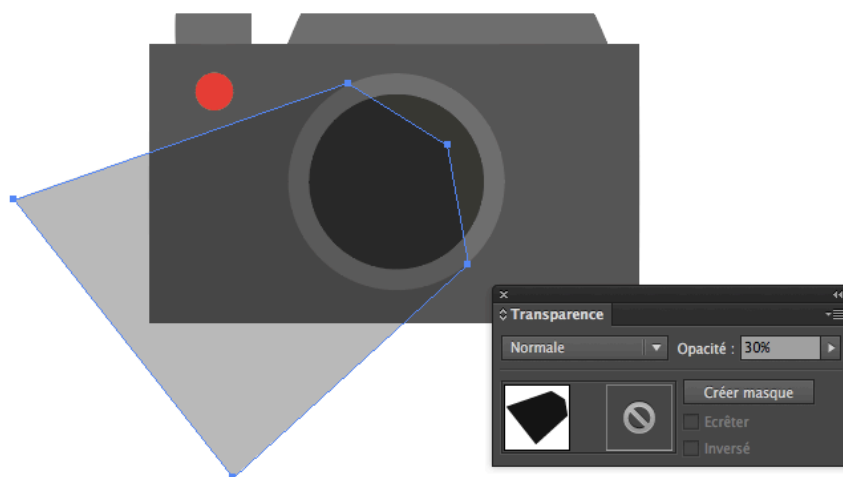 Transparence
Normale Opacité : 30%
Créer masque
Ecrêter
Inversé